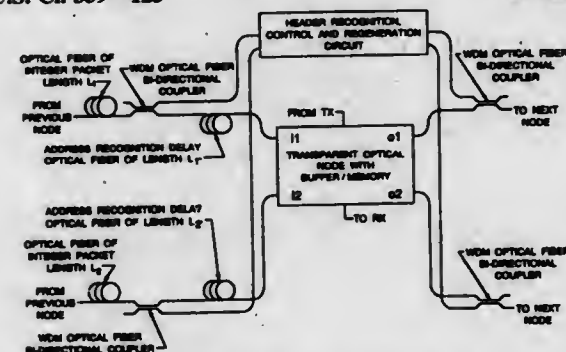 HEADER RECOGNITION,
CONTROL AND REGENERATION
CIRCUIT
OPTICAL FIBER OF
INTEGER PACKET
LENGTH L₁
WDM OPTICAL FIBER
BI-DIRECTIONAL
COUPLER
WDM OPTICAL FIBER
BI-DIRECTIONAL
COUPLER
FROM
PREVIOUS
NODE
TO NEXT
NODE
FROM TX
ADDRESS RECOGNITION DELAY
OPTICAL FIBER OF LENGTH L₁'
I1
o1
TRANSPARENT OPTICAL
NODE WITH
BUFFER/MEMORY
I2
o2
TO RX
ADDRESS RECOGNITION DELA?
OPTICAL FIBER OF LENGTH L₂'
OPTICAL FIBER OF
INTEGER PACKET
LENGTH L₂
WDM OPTICAL FIBER
BI-DIRECTIONAL
COUPLER
FROM
PREVIOUS
NODE
TO NEXT
NODE
WDM OPTICAL FIBER
BI-DIRECTIONAL COUPLER